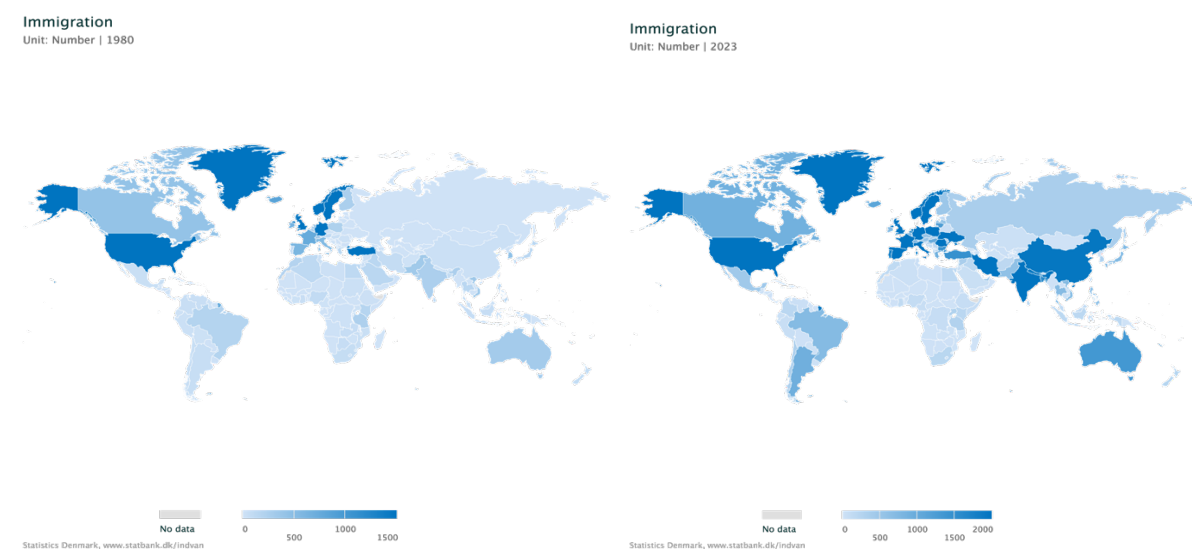 Immigration
Unit: Number | 1980
No data
0
500
1000
1500
Statistics Denmark, www.statbank.dk/indvan
Immigration
Unit: Number | 2023
No data
0
500
1000
1500
2000
Statistics Denmark, www.statbank.dk/indvan